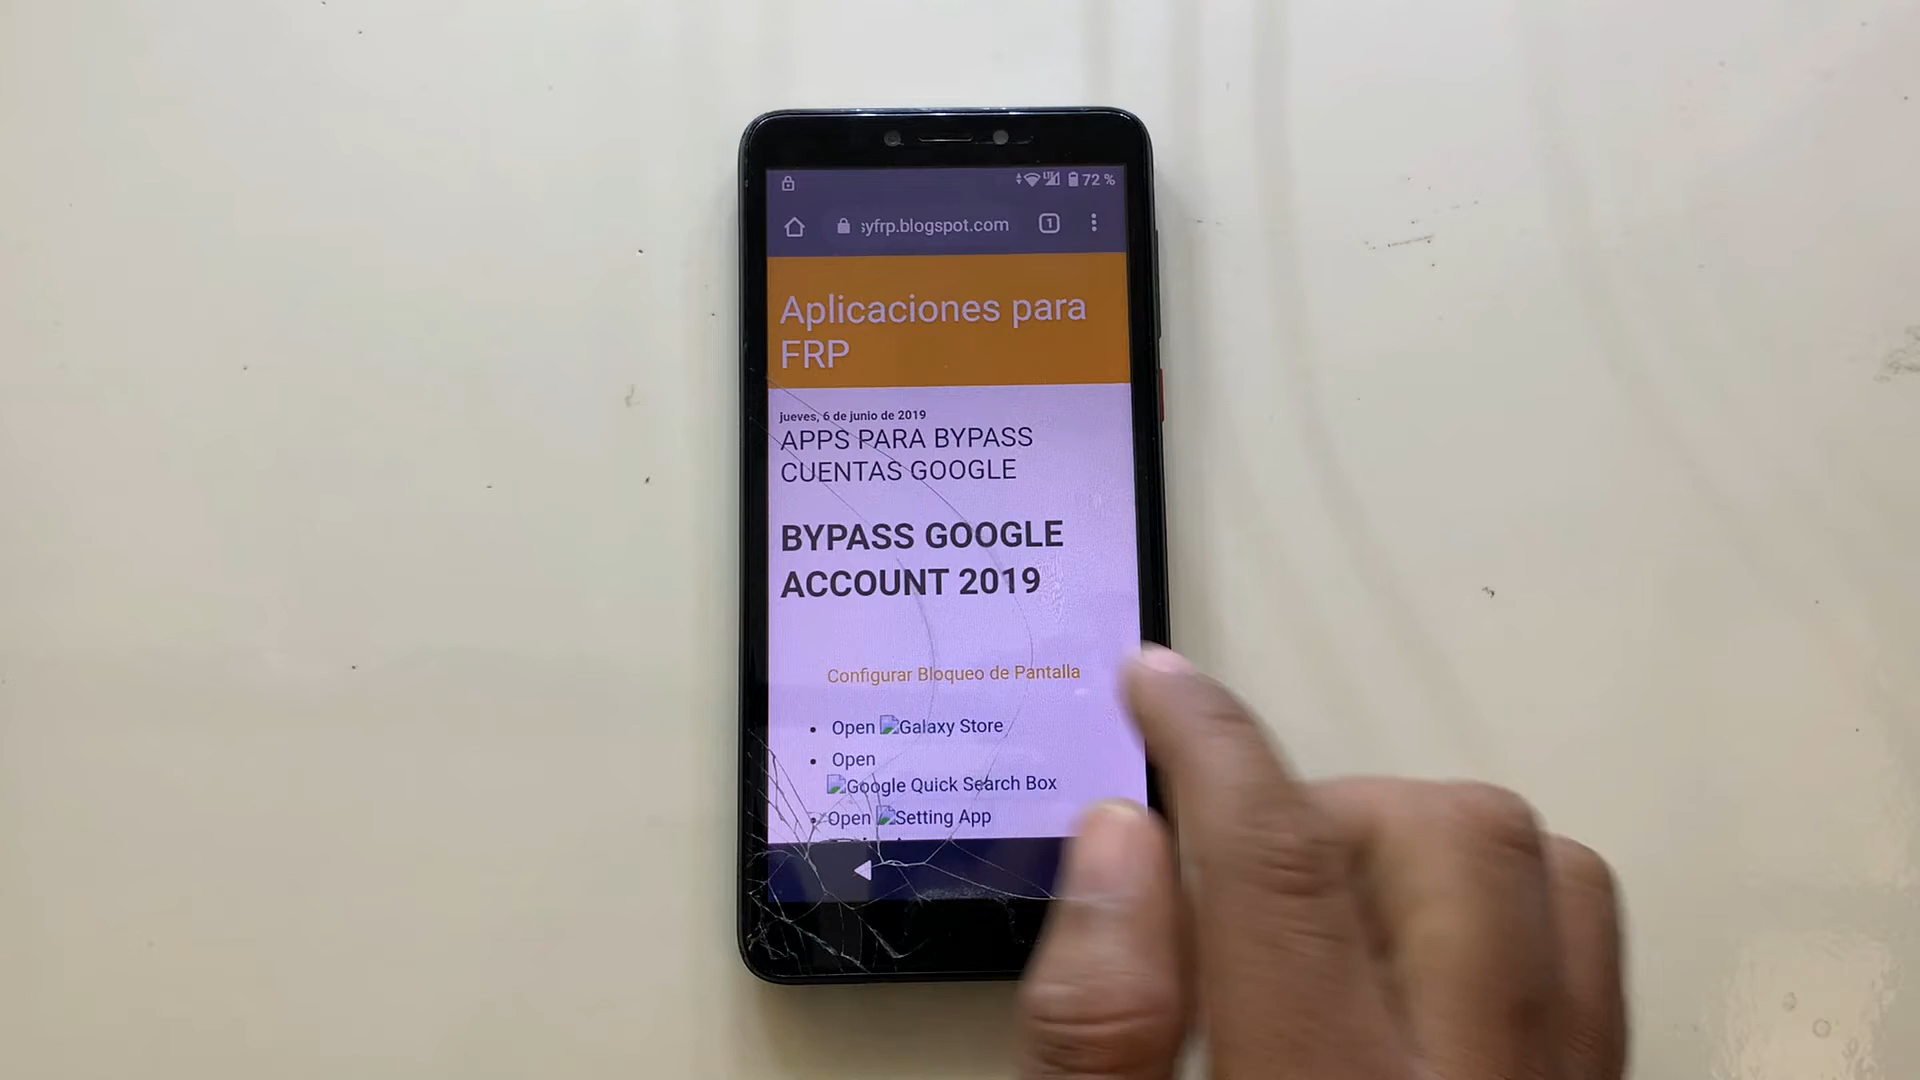 72 %
syfrp.blogspot.com
1
Aplicaciones para
FRP
jueves, 6 de junio de 2019
APPS PARA BYPASS
CUENTAS GOOGLE
BYPASS GOOGLE
ACCOUNT 2019
Configurar Bloqueo de Pantalla
Open Galaxy Store
Open
Google Quick Search Box
Open Setting App